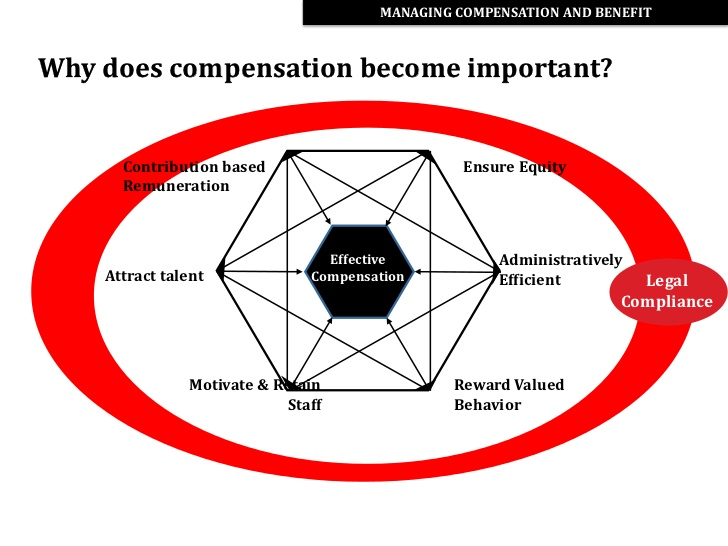 MANAGING COMPENSATION AND BENEFIT
Why does compensation become important?
Contribution based
Remuneration
Ensure Equity
Attract talent
Effective
Compensation
Administratively
Efficient
Legal
Compliance
Motivate & Retain
Staff
Reward Valued
Behavior